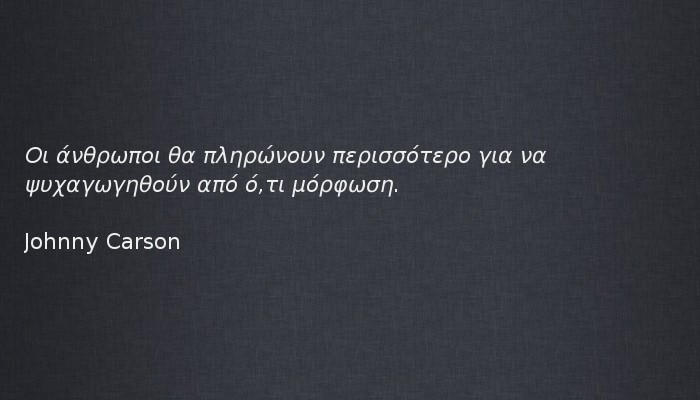 Οι άνθρωποι θα πληρώνουν περισσότερο για να
ψυχαγωγηθούν από ό,τι μόρφωση.
Johnny Carson